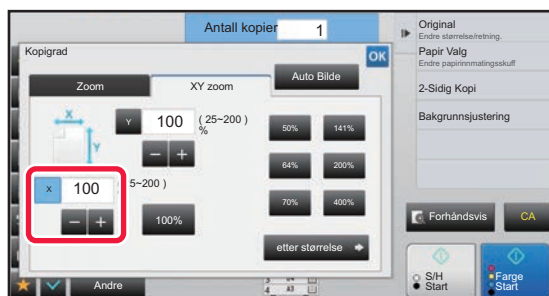 Antall kopier 1
Kopigrad
OK
Zoom
XY zoom
Auto Bilde
X
Y
Y 100 ( 25~200 )
%
X 100 5~200 )
100%
50% 141%
64% 200%
70% 400%
etter størrelse
Original
Endre størrelse/retning.
Papir Valg
Endre papirinnmatingsskuff
2-Sidig Kopi
Bakgrunnsjustering
Forhåndsvis
CA
S/H
Start
Farge
Start
Andre
4 A3